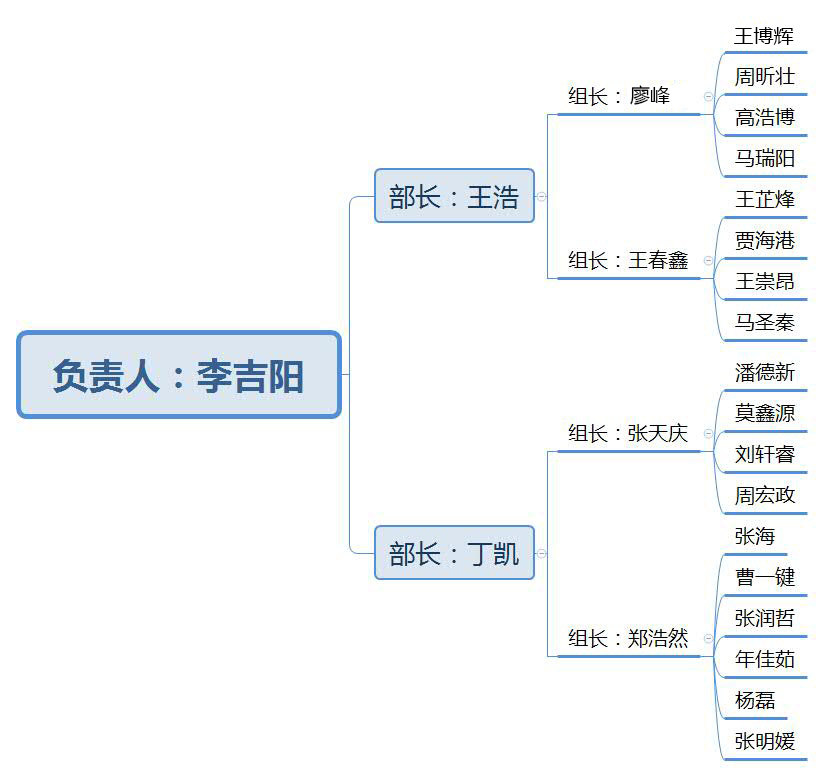 负责人：李吉阳
部长：王浩
组长：廖峰
王博辉
周昕壮
高浩博
马瑞阳
组长：王春鑫
王芷烽
贾海港
王崇昂
马圣秦
部长：丁凯
组长：张天庆
潘德新
莫鑫源
刘轩睿
周宏政
组长：郑浩然
张海
曹一键
张润哲
年佳茹
杨磊
张明媛